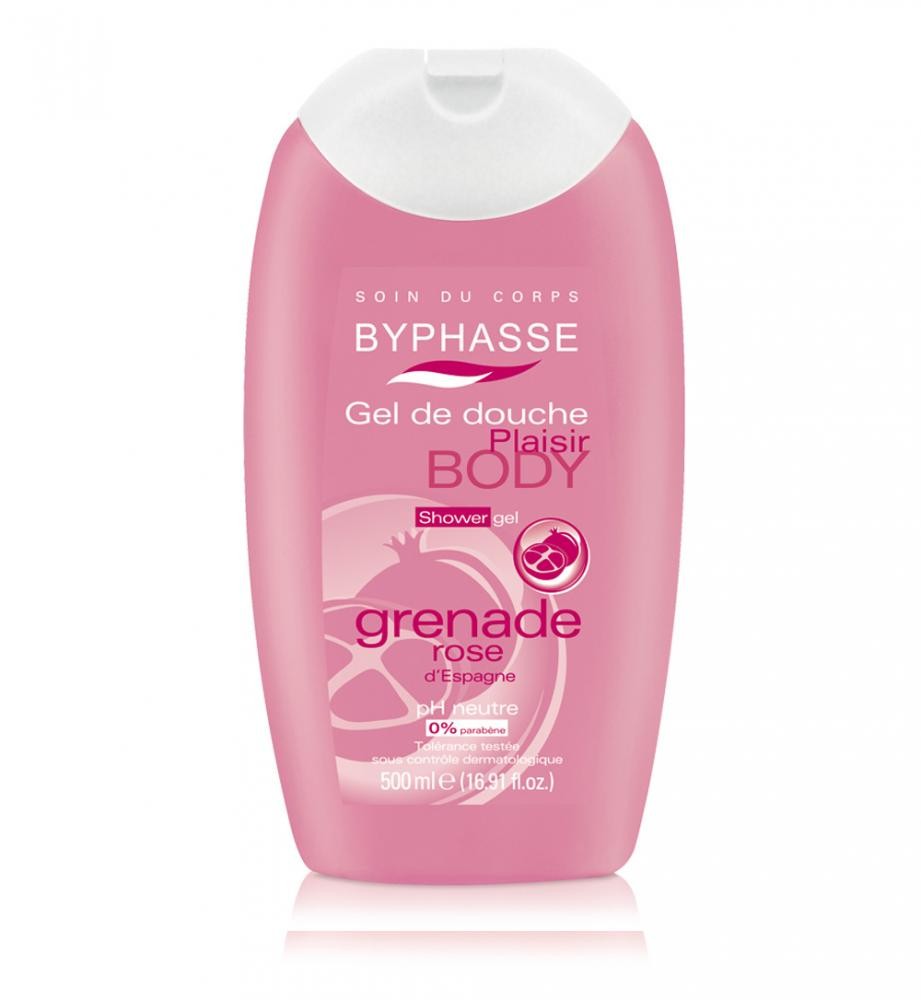 SOIN DU CORPS
BYPHASSE
Gel de douche
Plaisir
BODY
Shower gel
grenade
rose
d'Espagne
pH neutre
0% parabène
Tolérance testée
sous contrôle dermatologique
500 ml e (16.91 fl.oz.)